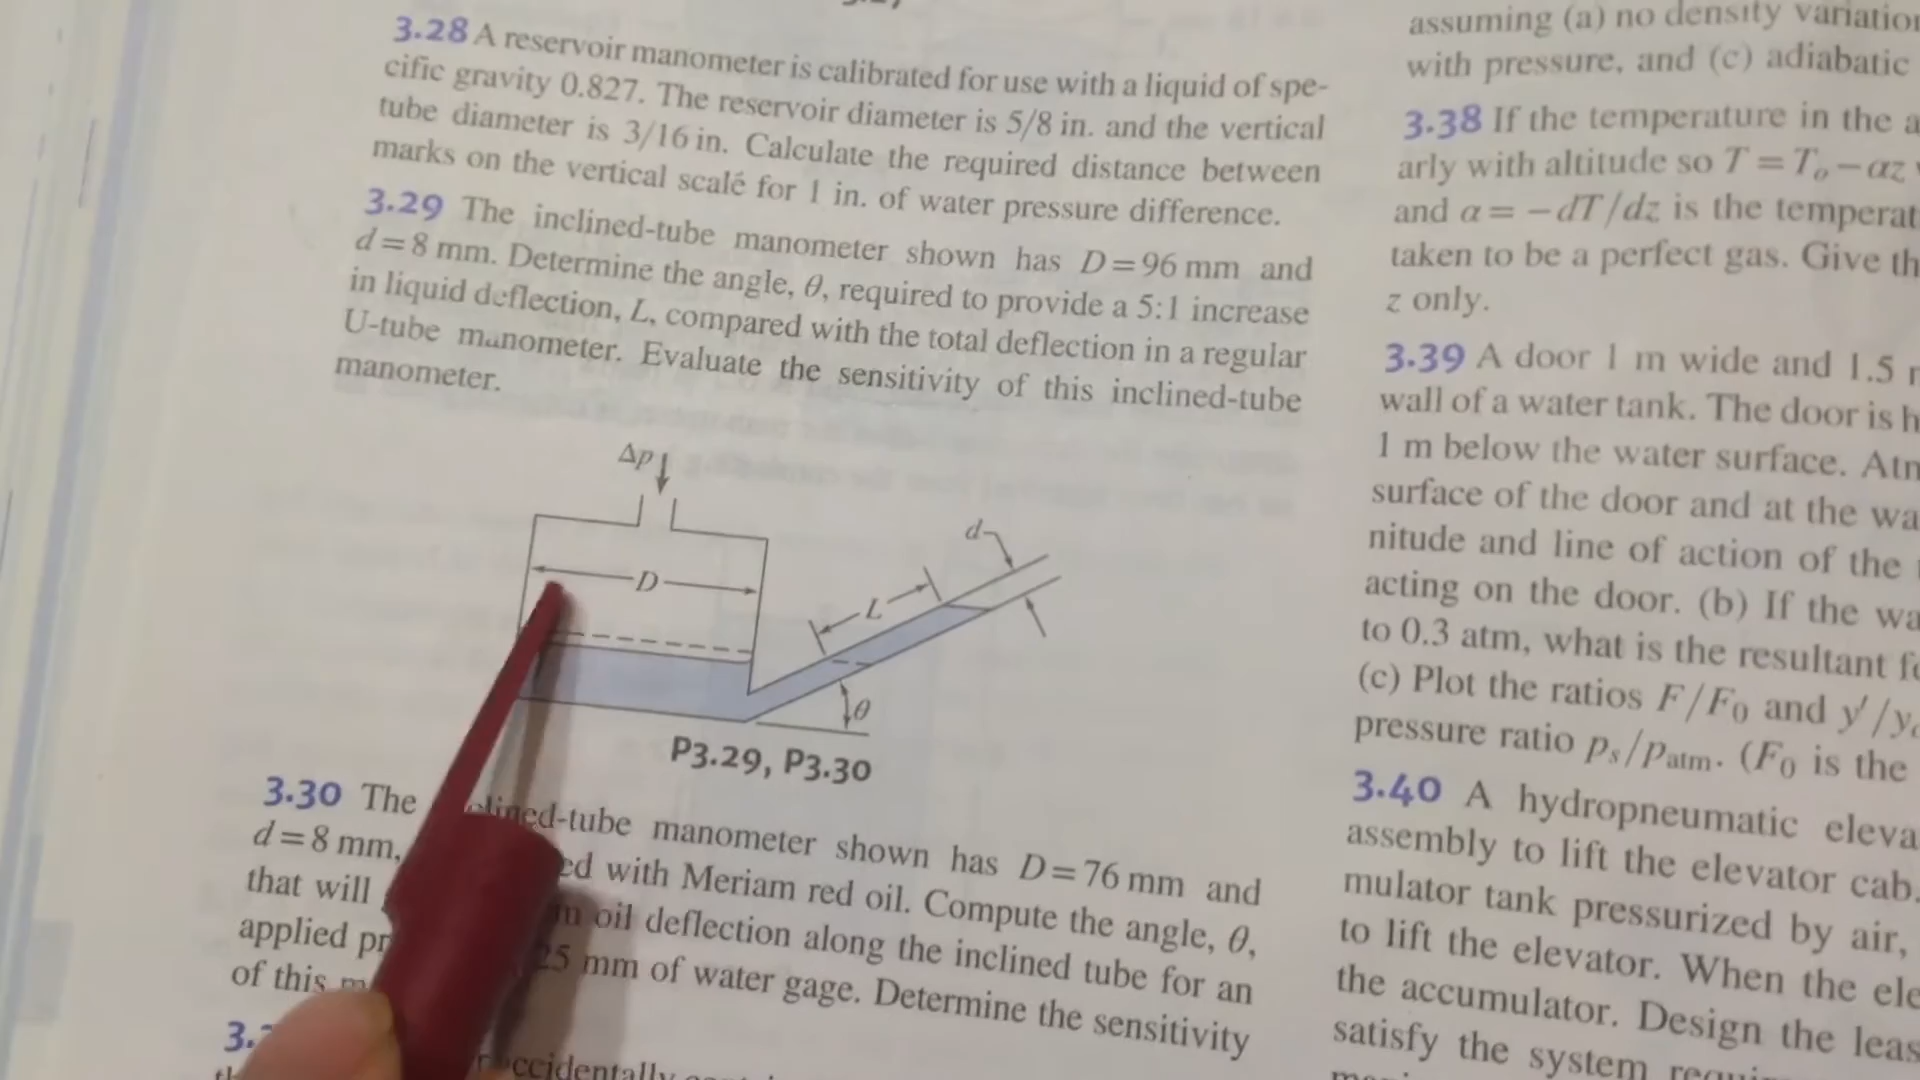 3.28 A reservoir manometer is calibrated for use with a liquid of spe-
cific gravity 0.827. The reservoir diameter is 5/8 in. and the vertical
tube diameter is 3/16 in. Calculate the required distance between
marks on the vertical scale for 1 in. of water pressure difference.
3.29 The inclined-tube manometer shown has D=96 mm and
d=8 mm. Determine the angle, θ, required to provide a 5:1 increase
in liquid deflection, L, compared with the total deflection in a regular
U-tube manometer. Evaluate the sensitivity of this inclined-tube
manometer.
Δp
D
L
d
θ
P3.29, P3.30
3.30 The inclined-tube manometer shown has D=76 mm and
d=8 mm, with Meriam red oil. Compute the angle, θ,
that will oil deflection along the inclined tube for an
applied 25 mm of water gage. Determine the sensitivity
of this
accidentally
assuming (a) no density variation
with pressure, and (c) adiabatic
3.38 If the temperature in the
arly with altitude so T=To−αz
and α=−dT/dz is the temperat
taken to be a perfect gas. Give th
z only.
3.39 A door 1 m wide and 1.5
wall of a water tank. The door is h
1 m below the water surface. Atn
surface of the door and at the wa
nitude and line of action of the
acting on the door. (b) If the wa
to 0.3 atm, what is the resultant fo
(c) Plot the ratios F/F0 and y′/yc
pressure ratio ps/patm. (F0 is the
3.40 A hydropneumatic eleva
assembly to lift the elevator cab.
mulator tank pressurized by air,
to lift the elevator. When the ele
the accumulator. Design the leas
satisfy the system